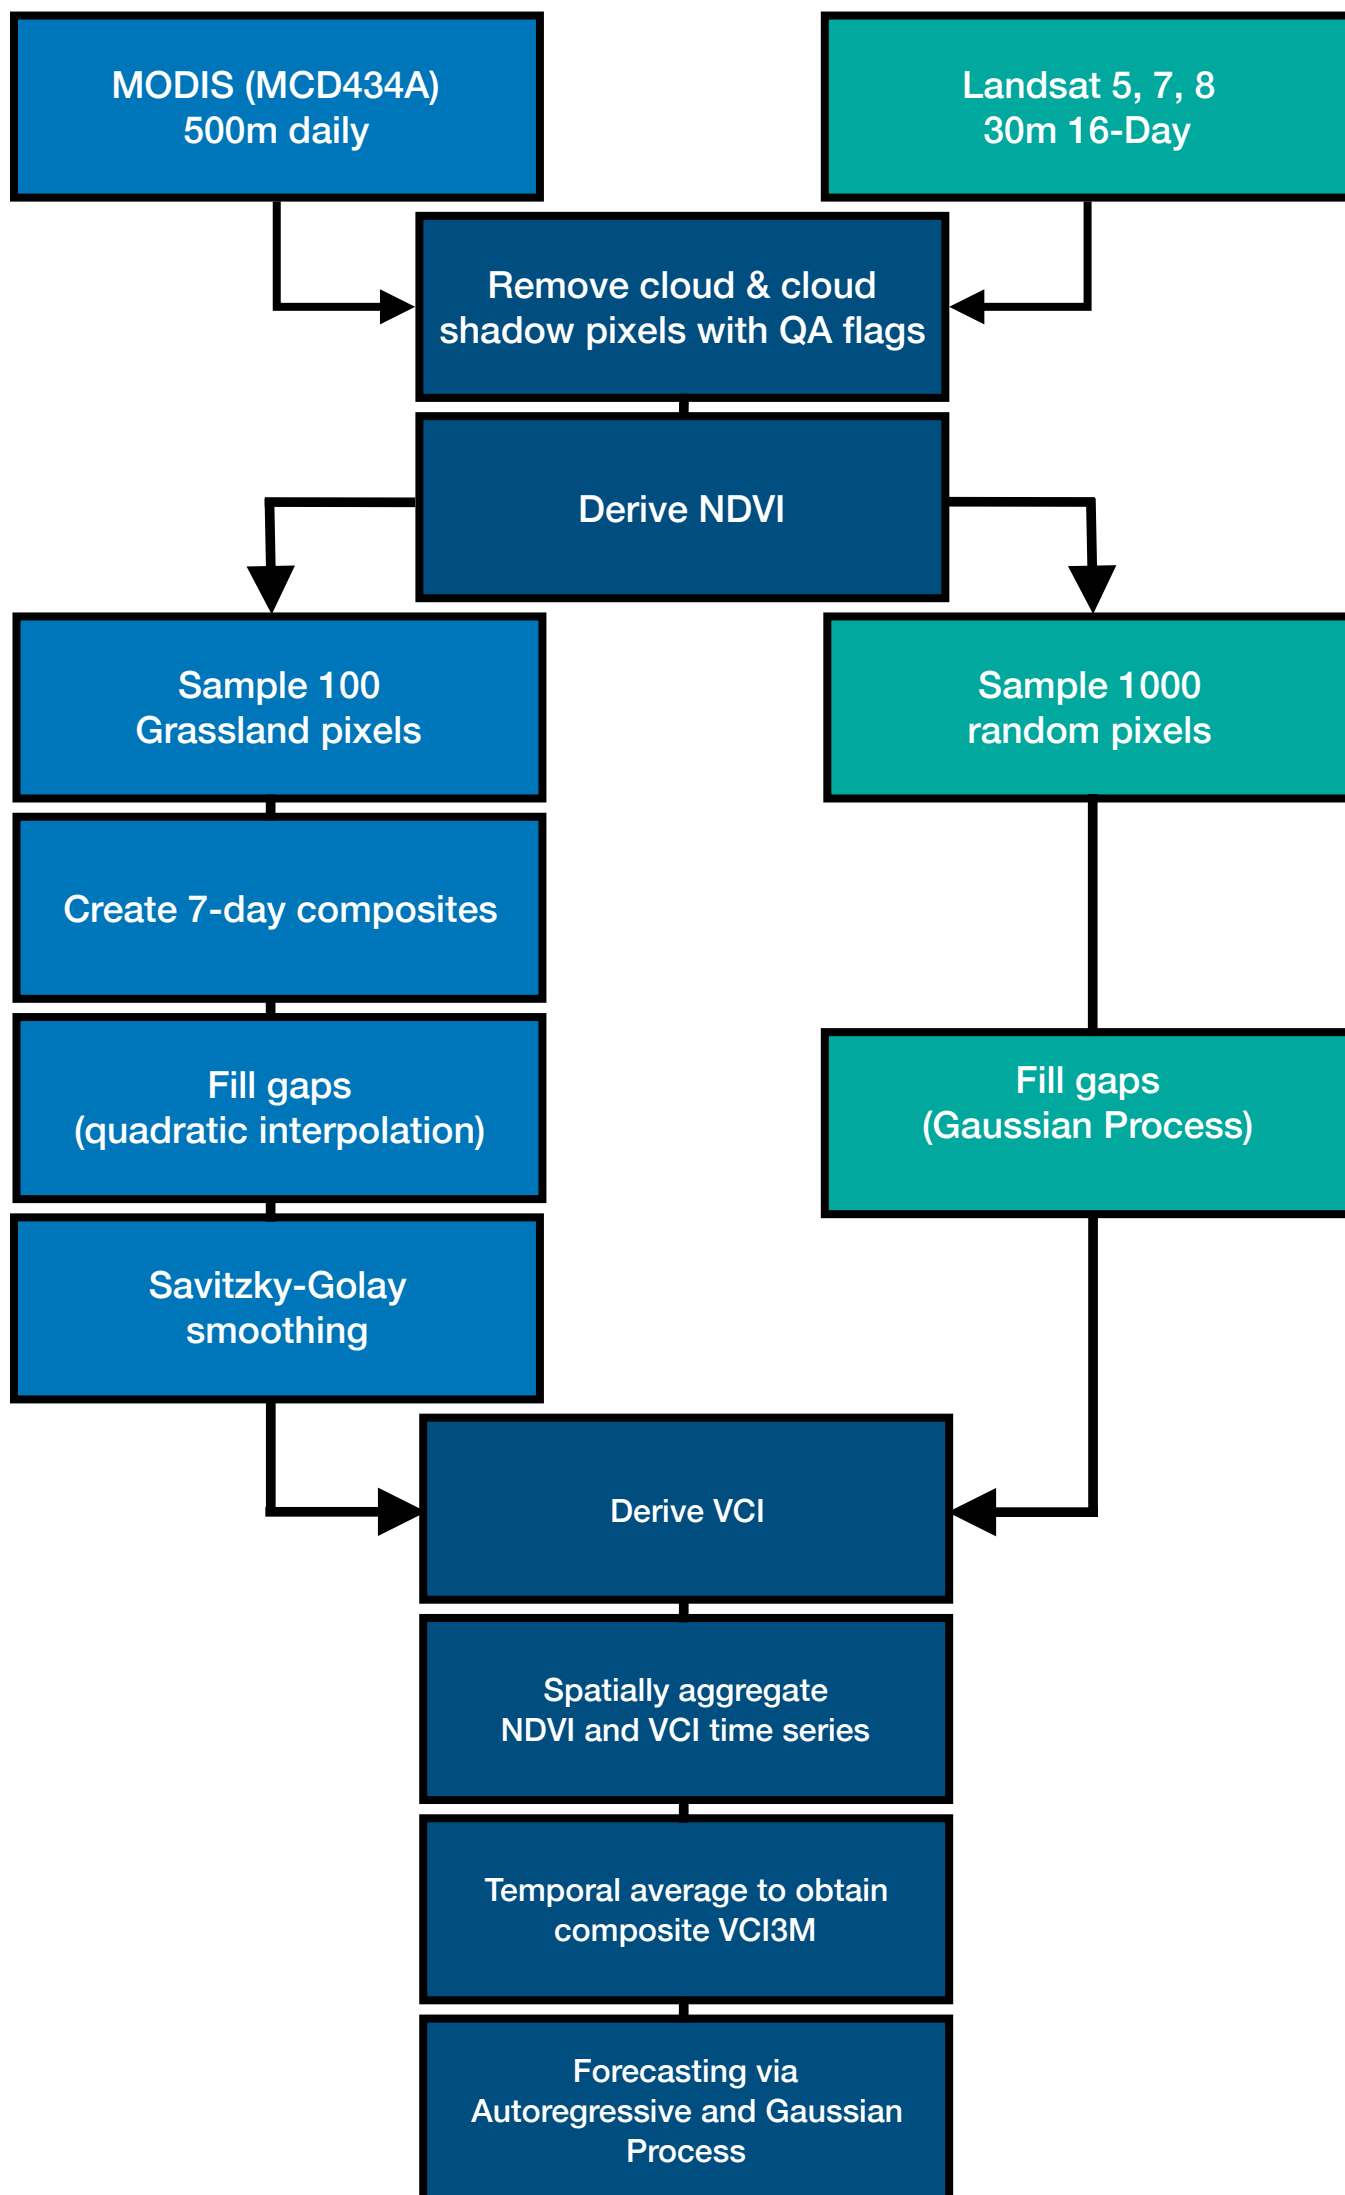 MODIS (MCD434A)
500m daily
Landsat 5, 7, 8
30m 16-Day
Remove cloud & cloud
shadow pixels with QA flags
Derive NDVI
Sample 100
Grassland pixels
Sample 1000
random pixels
Create 7-day composites
Fill gaps
(quadratic interpolation)
Fill gaps
(Gaussian Process)
Savitzky-Golay
smoothing
Derive VCI
Spatially aggregate
NDVI and VCI time series
Temporal average to obtain
composite VCI3M
Forecasting via
Autoregressive and Gaussian
Process